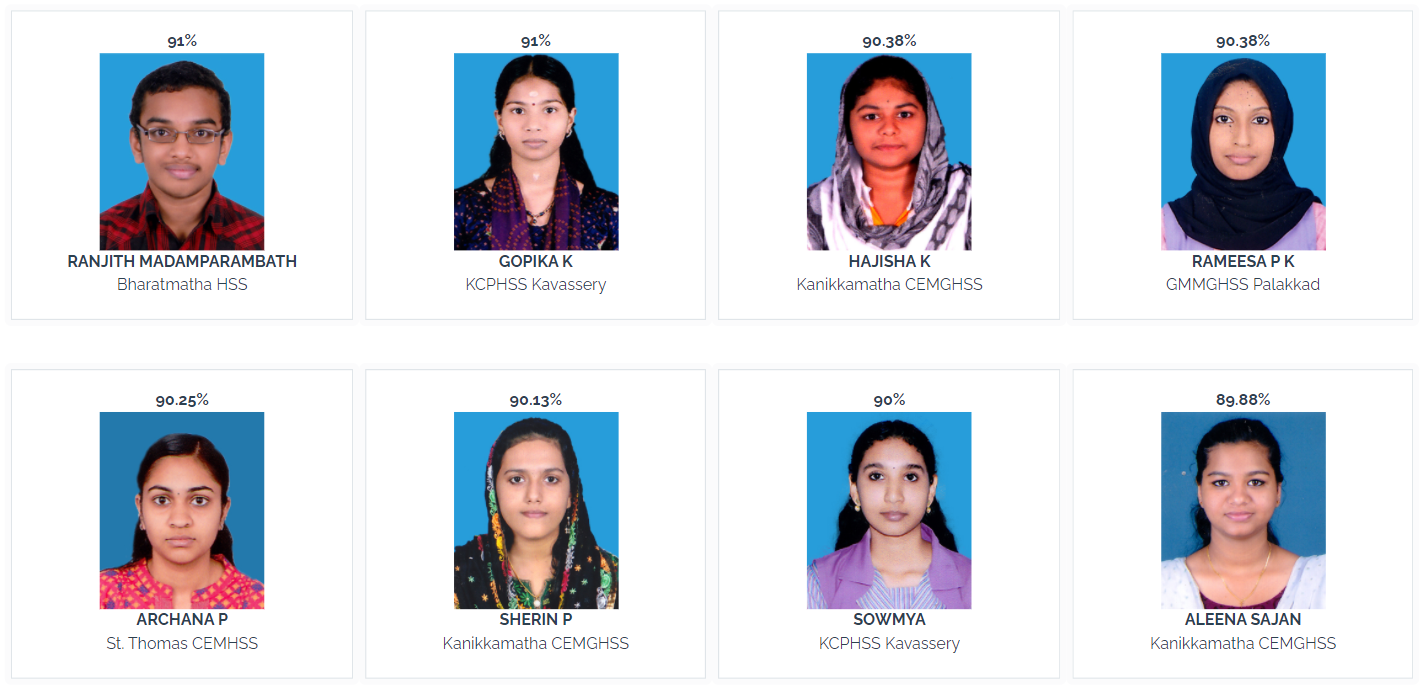 91%
RANJITH MADAMPARAMBATH
Bharatmatha HSS
91%
GOPIKA K
KCPHSS Kavassery
90.38%
HAJISHA K
Kanikkamatha CEMGHSS
90.38%
RAMEESA P K
GMMGHSS Palakkad
90.25%
ARCHANA P
St. Thomas CEMHSS
90.13%
SHERIN P
Kanikkamatha CEMGHSS
90%
SOWMYA
KCPHSS Kavassery
89.88%
ALEENA SAJAN
Kanikkamatha CEMGHSS